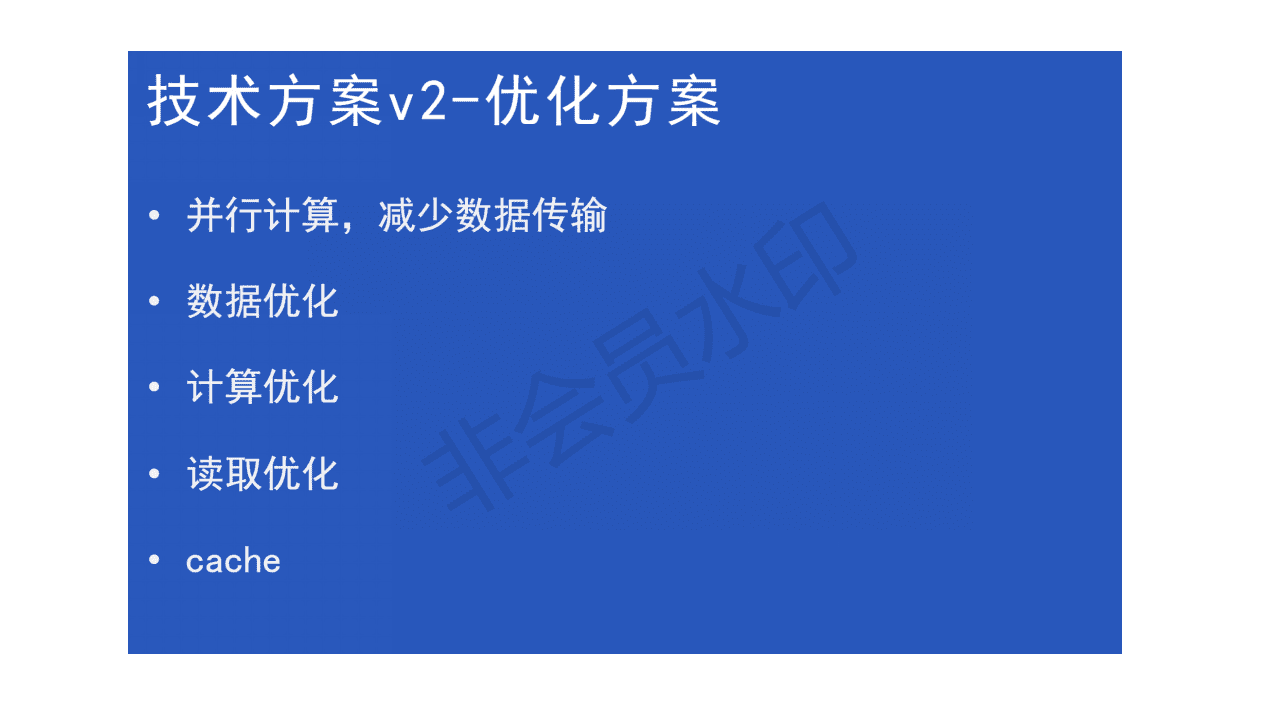 技术方案v2-优化方案
• 并行计算，减少数据传输
• 数据优化
• 计算优化
• 读取优化
• cache
非会员水印